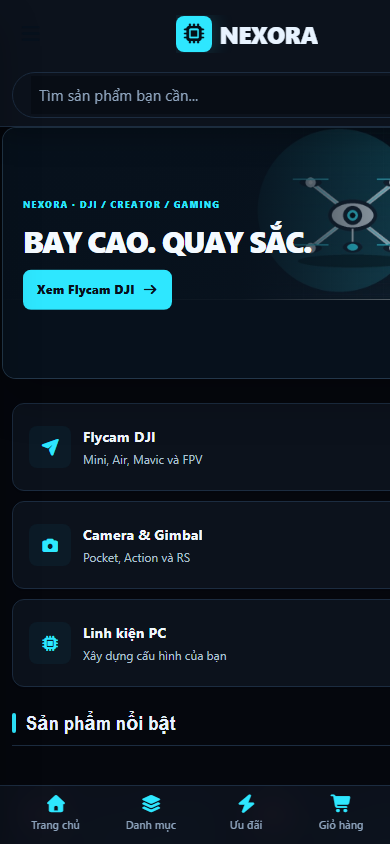 NEXORA
Tìm sản phẩm bạn cần...
NEXORA • DJI / CREATOR / GAMING
BAY CAO. QUAY SẮC.
Xem Flycam DJI →
Flycam DJI
Mini, Air, Mavic và FPV
Camera & Gimbal
Pocket, Action và RS
Linh kiện PC
Xây dựng cấu hình của bạn
Sản phẩm nổi bật
Trang chủ
Danh mục
Ưu đãi
Giỏ hàng